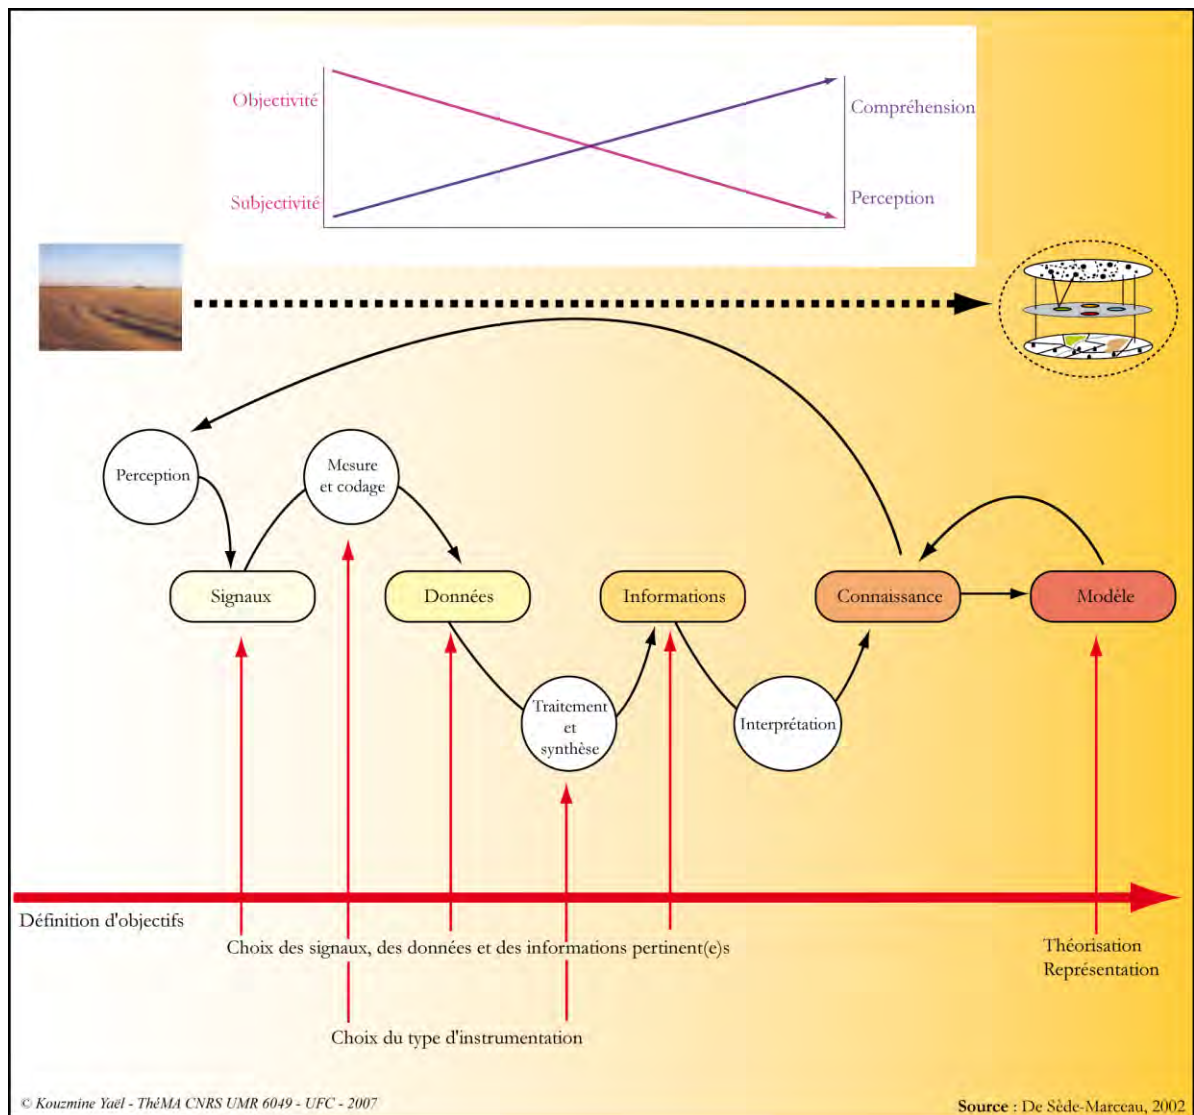 Objectivité
Compréhension
Subjectivité
Perception
Perception
Mesure
et codage
Signaux
Données
Informations
Connaissance
Modèle
Traitement
et
synthèse
Interprétation
Définition d'objectifs
Choix des signaux, des données et des informations pertinent(e)s
Théorisation
Représentation
Choix du type d'instrumentation
© Kouzmine Yaël - ThéMA CNRS UMR 6049 - UFC - 2007
Source : De Sède-Marceau, 2002